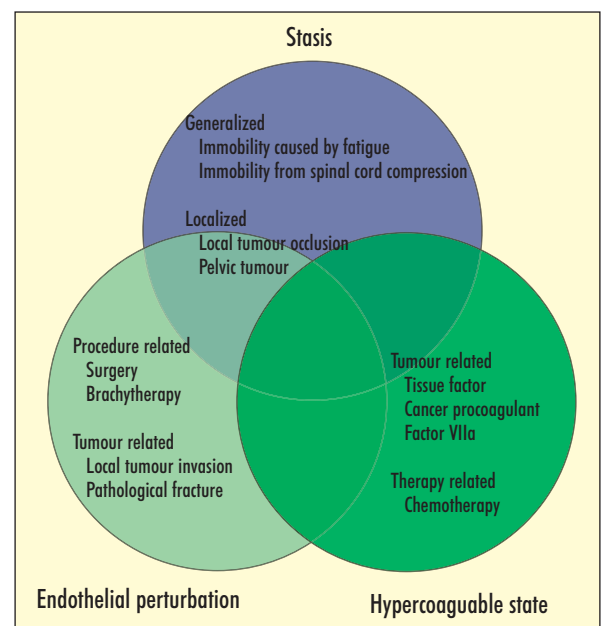 Stasis
Generalized
Immobility caused by fatigue
Immobility from spinal cord compression
Localized
Local tumour occlusion
Pelvic tumour
Procedure related
Surgery
Brachytherapy
Tumour related
Local tumour invasion
Pathological fracture
Tumour related
Tissue factor
Cancer procoagulant
Factor VIIa
Therapy related
Chemotherapy
Endothelial perturbation
Hypercoaguable state